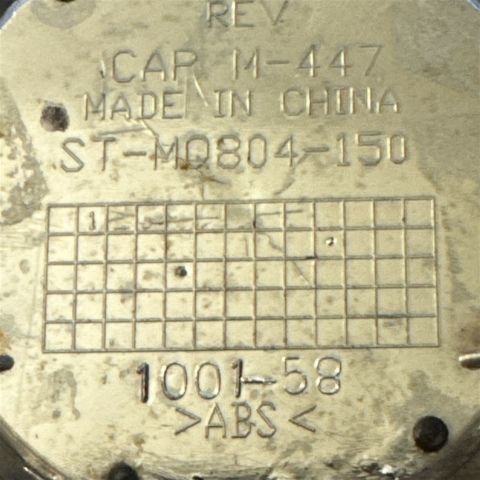 REV
CAP M-447
MADE IN CHINA
ST-MQ804-150
1001-58
>ABS<